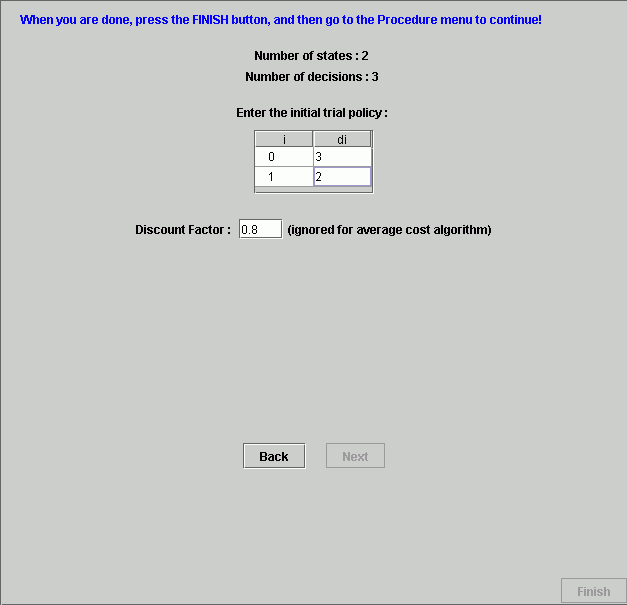 When you are done, press the FINISH button, and then go to the Procedure menu to continue!
Number of states : 2
Number of decisions : 3
Enter the initial trial policy :
i di
0 3
1 2
Discount Factor : 0.8 (ignored for average cost algorithm)
Back Next
Finish